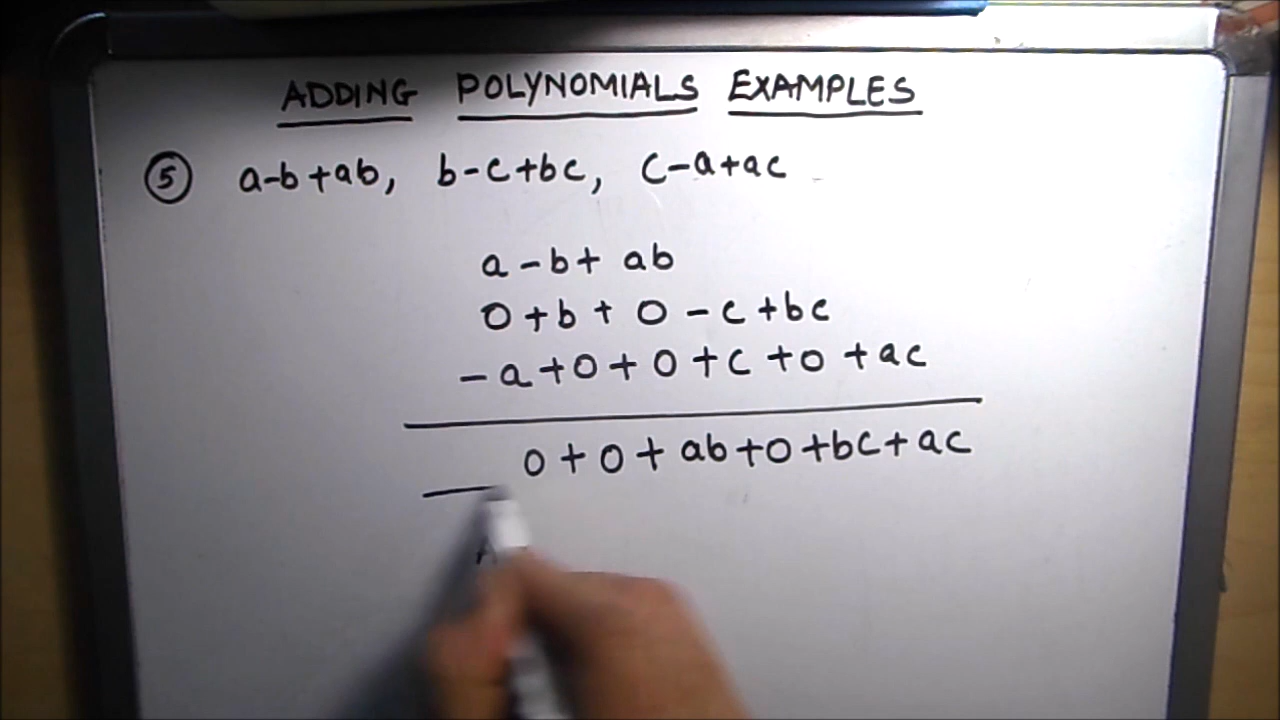 ADDING POLYNOMIALS EXAMPLES
⑤ a-b+ab, b-c+bc, c-a+ac
a-b+ ab
0+b+0-c+bc
-a+0+0+c+0+ac
0+0+ab+0+bc+ac